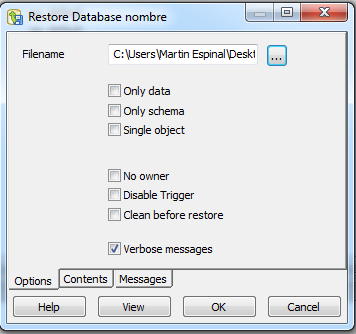 Restore Database nombre
Filename C:\Users\Martin Espinal\Deskt ...
Only data
Only schema
Single object
No owner
Disable Trigger
Clean before restore
Verbose messages
Options Contents Messages
Help View OK Cancel